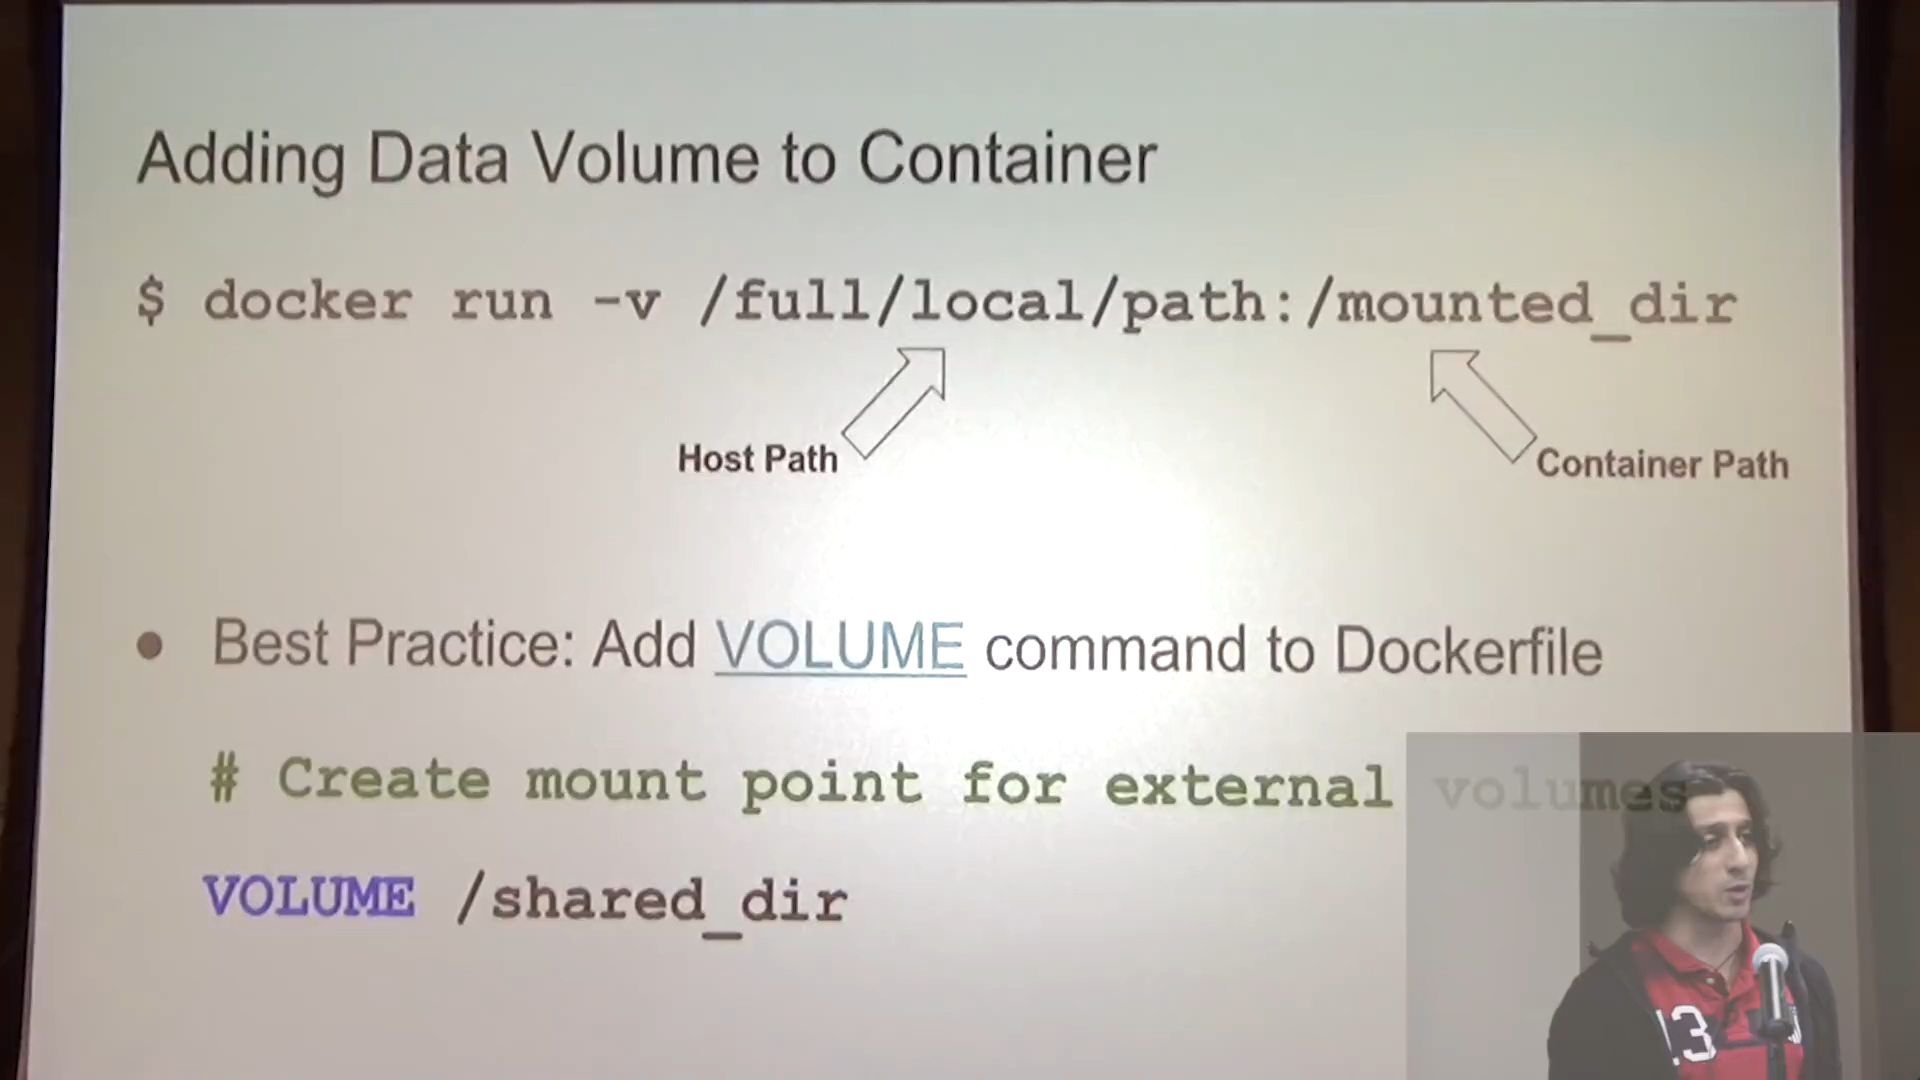 Adding Data Volume to Container
$ docker run -v /full/local/path:/mounted_dir
Host Path
Container Path
● Best Practice: Add VOLUME command to Dockerfile
# Create mount point for external volumes
VOLUME /shared_dir
13